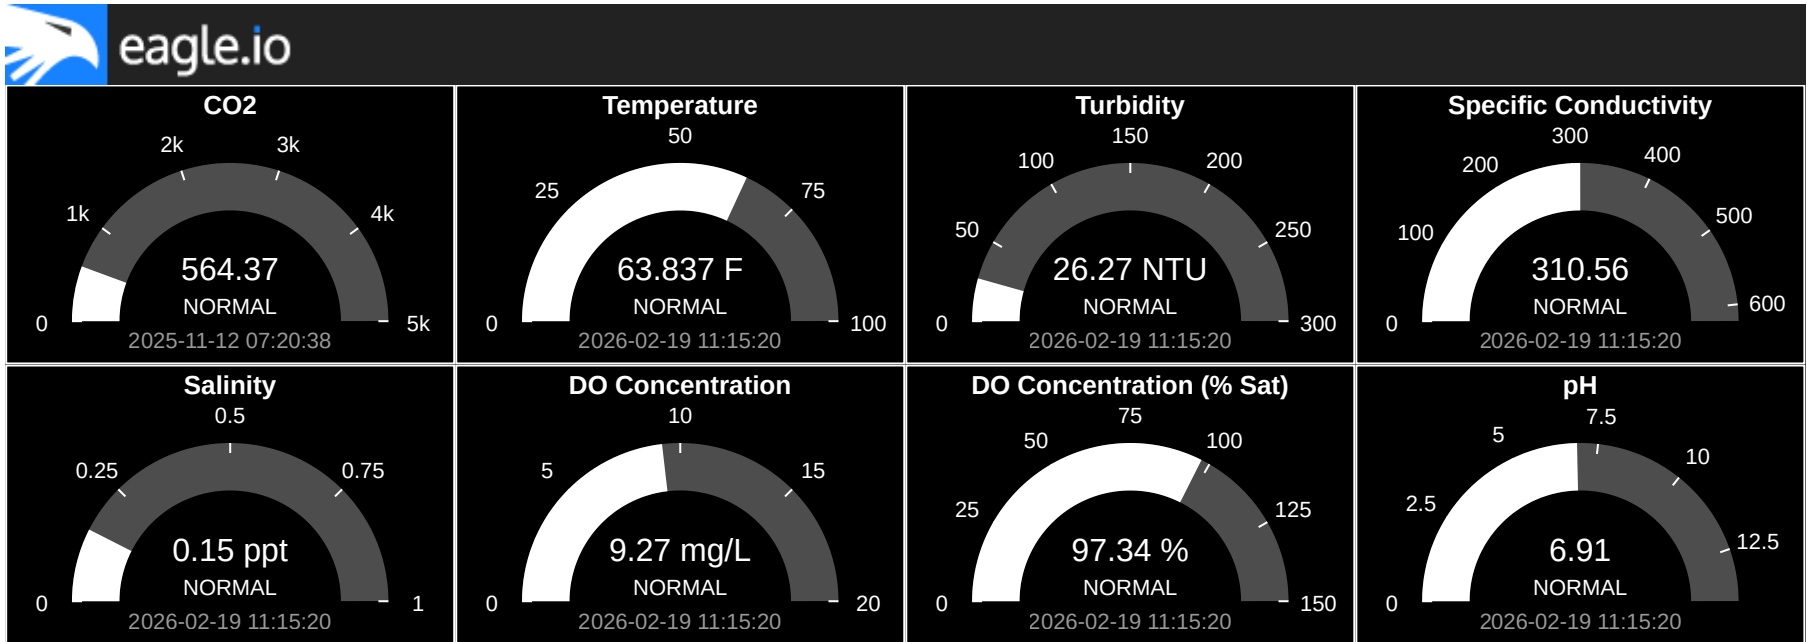 eagle.io
CO2
0
1k
2k
3k
4k
5k
564.37
NORMAL
2025-11-12 07:20:38
Temperature
0
25
50
75
100
63.837 F
NORMAL
2026-02-19 11:15:20
Turbidity
0
50
100
150
200
250
300
26.27 NTU
NORMAL
2026-02-19 11:15:20
Specific Conductivity
0
100
200
300
400
500
600
310.56
NORMAL
2026-02-19 11:15:20
Salinity
0
0.25
0.5
0.75
1
0.15 ppt
NORMAL
2026-02-19 11:15:20
DO Concentration
0
5
10
15
20
9.27 mg/L
NORMAL
2026-02-19 11:15:20
DO Concentration (% Sat)
0
25
50
75
100
125
150
97.34 %
NORMAL
2026-02-19 11:15:20
pH
0
2.5
5
7.5
10
12.5
6.91
NORMAL
2026-02-19 11:15:20